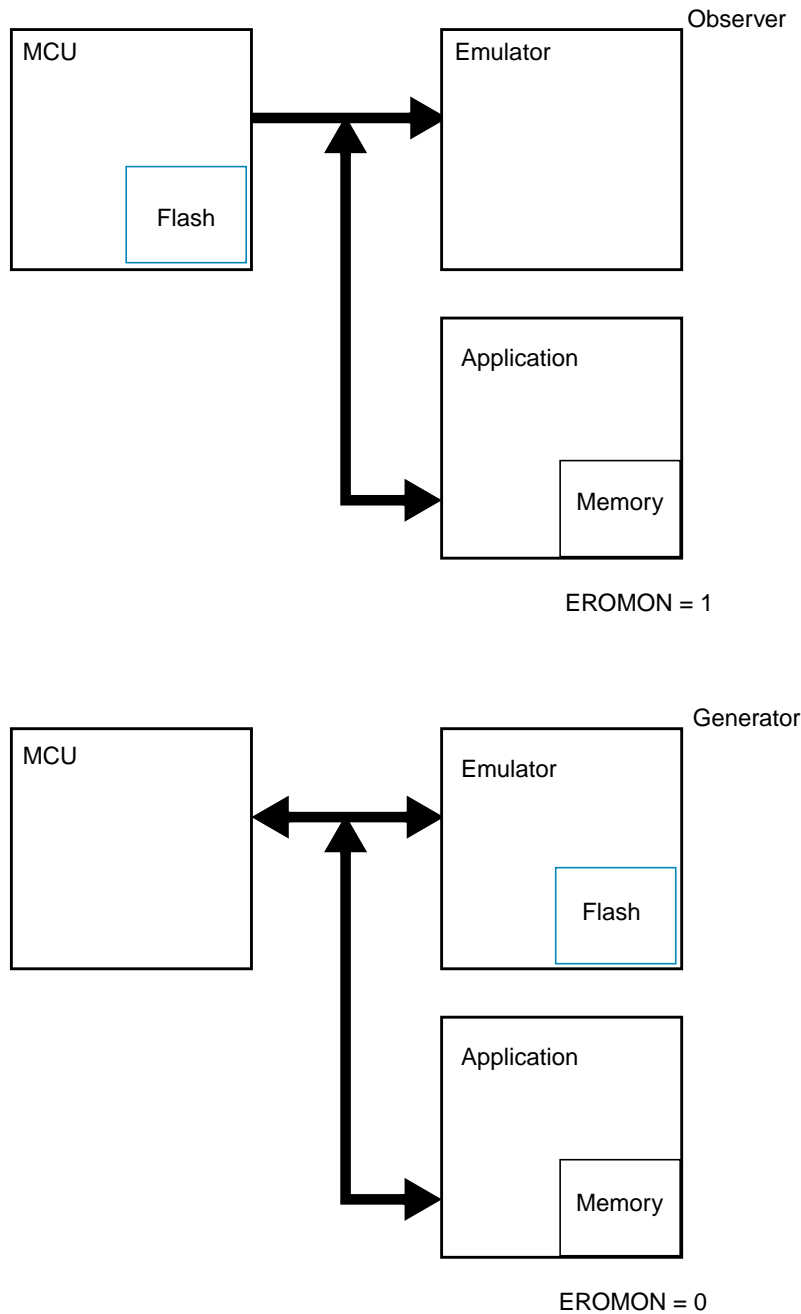 Observer
MCU
Emulator
Flash
Application
Memory
EROMON = 1
Generator
MCU
Emulator
Flash
Application
Memory
EROMON = 0